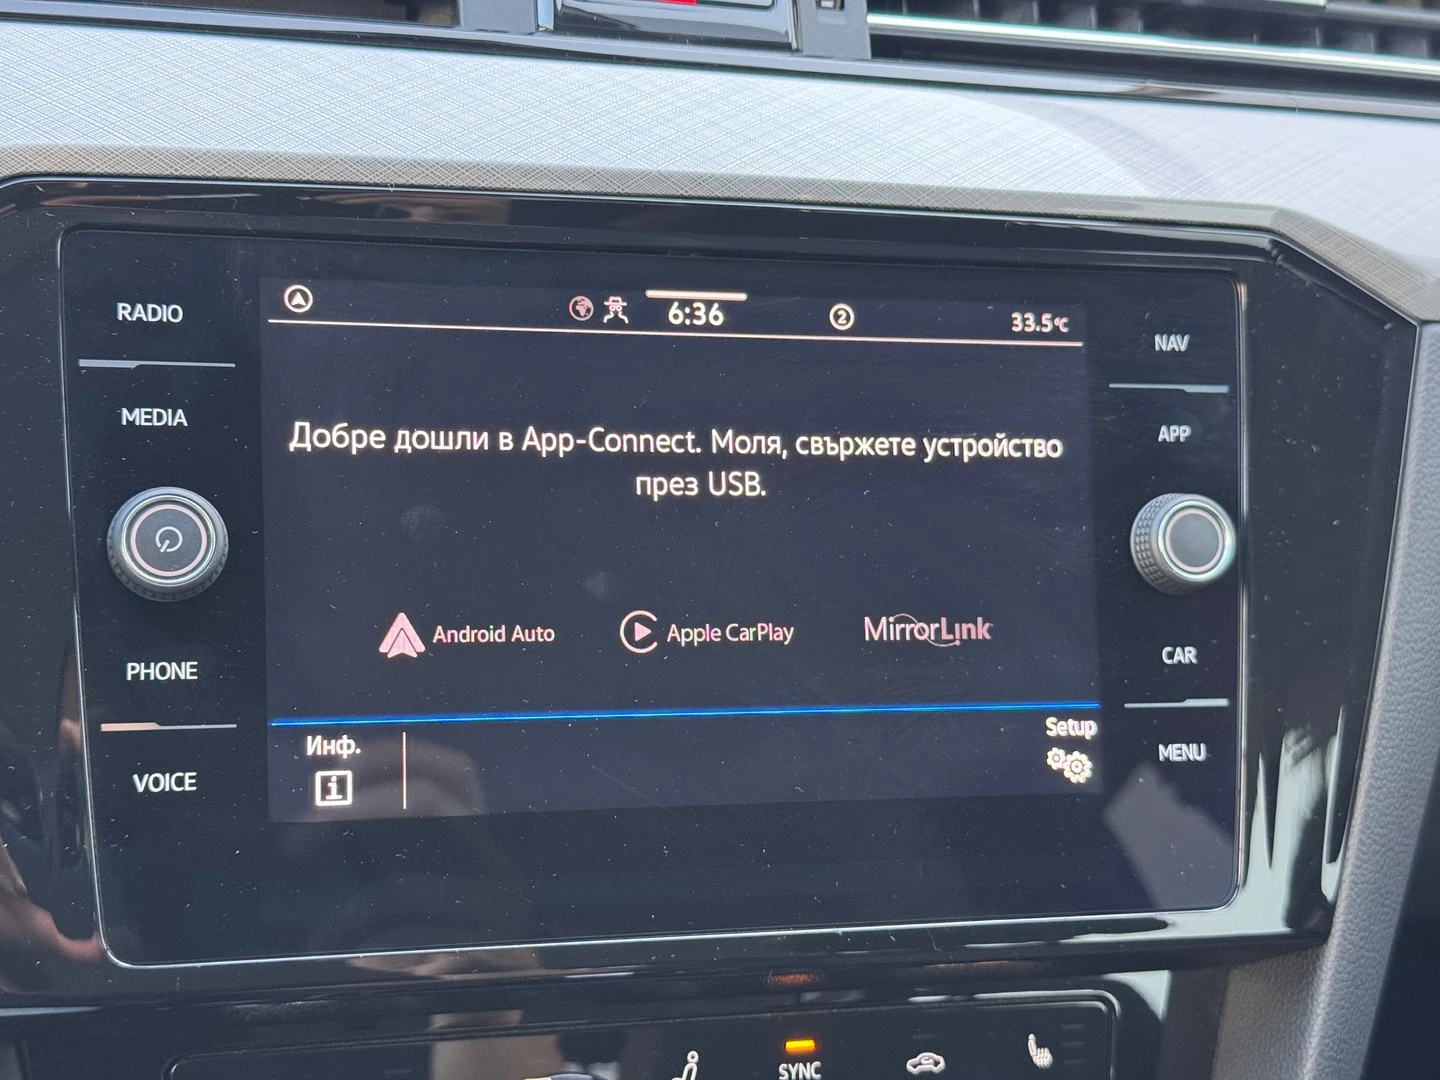 RADIO
MEDIA
PHONE
VOICE
6:36
2
33.5°C
Добре дошли в App-Connect. Моля, свържете устройство
през USB.
Android Auto
Apple CarPlay
MirrorLink
Инф.
i
Setup
NAV
APP
CAR
MENU
SYNC